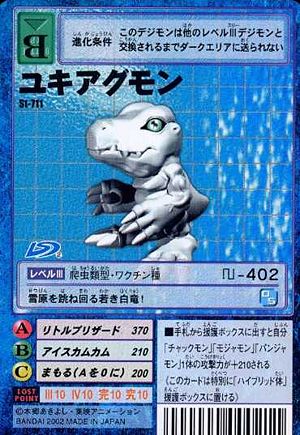 B
進化条件
このデジモンは他のレベルⅢデジモンと
交換されるまでダークエリアに送られない
ユキアグモン
St-711
レベルⅢ 爬虫類型・ワクチン種
-402
雪原を跳ね回る若き白竜!
A リトルブリザード 370
B アイスカムカム 210
C まもる(Aを0に) 200
LOST POINT Ⅲ10 Ⅳ10 完10 究10
■手札から援護ボックスに出すと自分
「チャックモン」「モジャモン」「パンジャ
モン」1体の攻撃力が+210される
(このカードは特別に「ハイブリッド体」
援護ボックスに置ける)
©本郷あきよし・東映アニメーション
©BANDAI 2002 MADE IN JAPAN